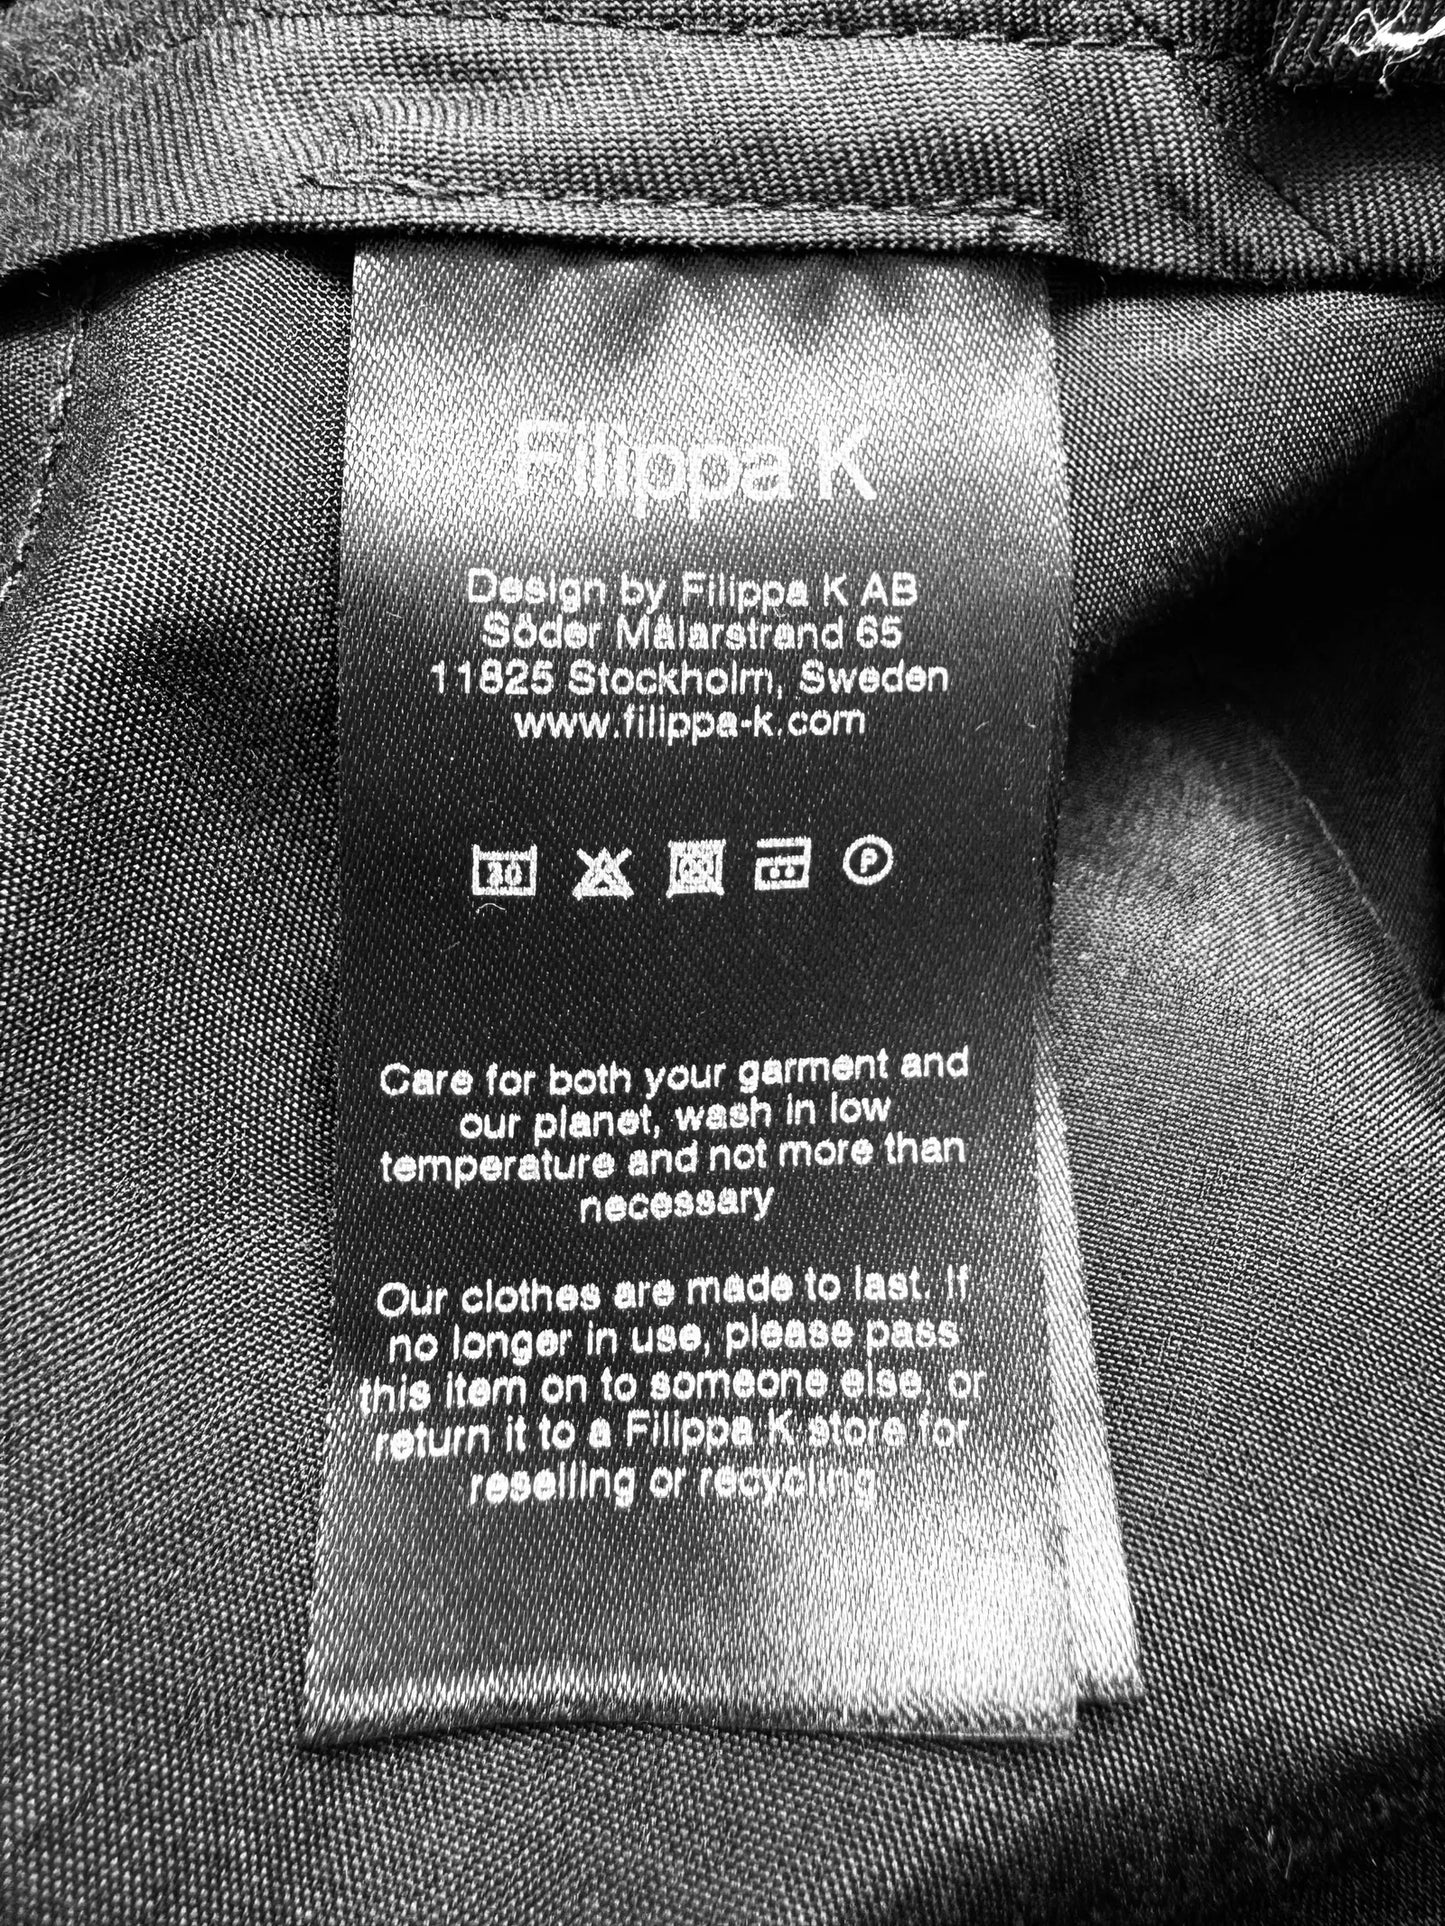 Filippa K
Design by Filippa K AB
Söder Mälarstrand 65
11825 Stockholm, Sweden
www.filippa-k.com
30
P
Care for both your garment and
our planet, wash in low
temperature and not more than
necessary
Our clothes are made to last. If
no longer in use, please pass
this item on to someone else, or
return it to a Filippa K store for
reselling or recycling